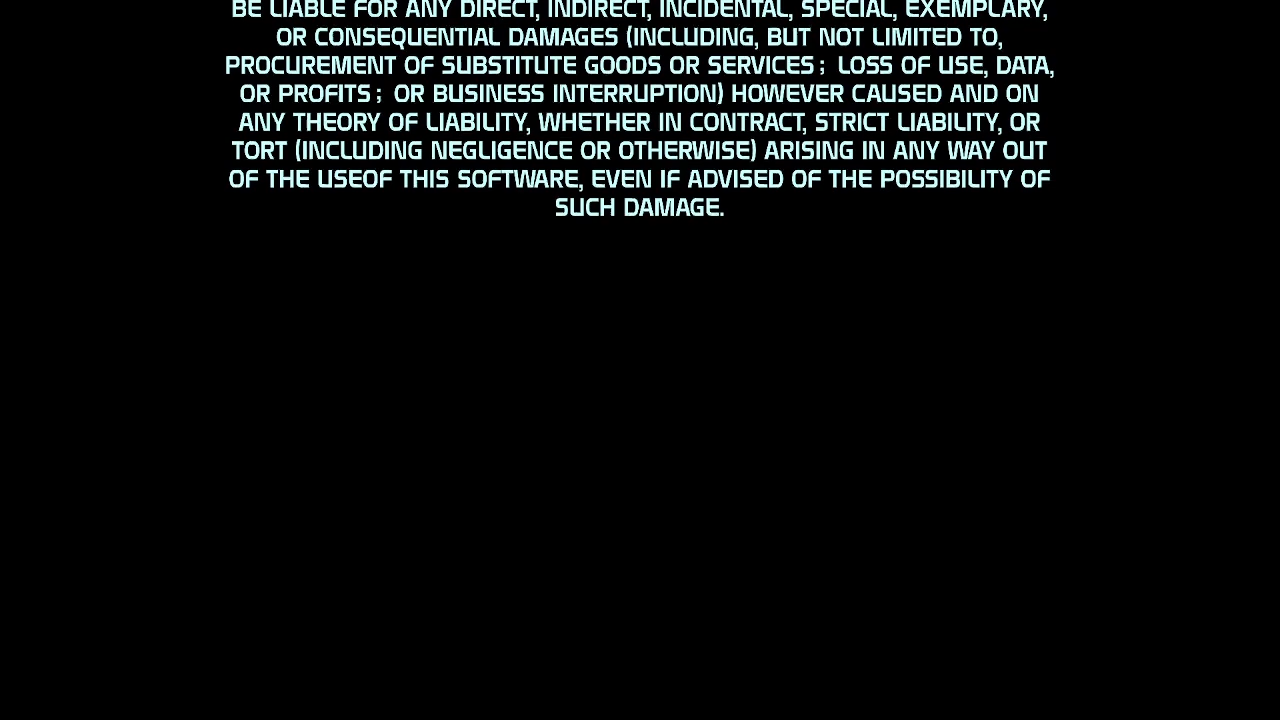 BE LIABLE FOR ANY DIRECT, INDIRECT, INCIDENTAL, SPECIAL, EXEMPLARY,
OR CONSEQUENTIAL DAMAGES (INCLUDING, BUT NOT LIMITED TO,
PROCUREMENT OF SUBSTITUTE GOODS OR SERVICES; LOSS OF USE, DATA,
OR PROFITS; OR BUSINESS INTERRUPTION) HOWEVER CAUSED AND ON
ANY THEORY OF LIABILITY, WHETHER IN CONTRACT, STRICT LIABILITY, OR
TORT (INCLUDING NEGLIGENCE OR OTHERWISE) ARISING IN ANY WAY OUT
OF THE USEOF THIS SOFTWARE, EVEN IF ADVISED OF THE POSSIBILITY OF
SUCH DAMAGE.